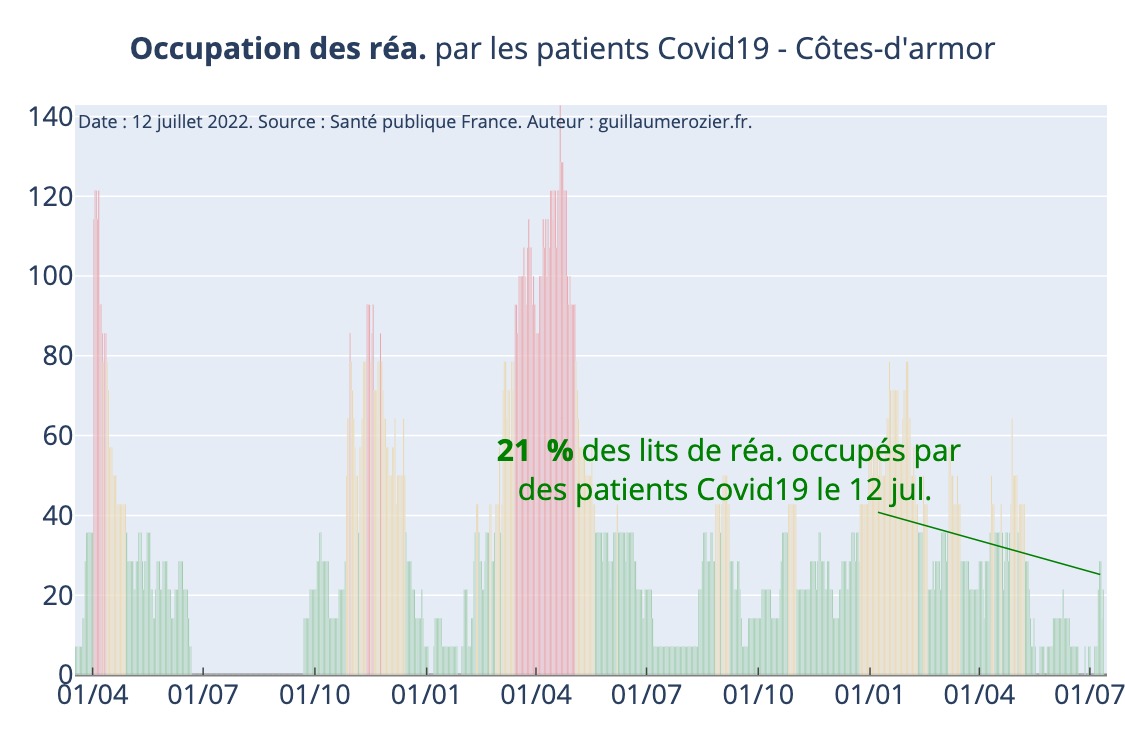 Occupation des réa. par les patients Covid19 - Côtes-d'armor
140
Date : 12 juillet 2022. Source : Santé publique France. Auteur : guillaumerozier.fr.
120
100
80
60
21 % des lits de réa. occupés par
des patients Covid19 le 12 jul.
40
20
0
01/04 01/07 01/10 01/01 01/04 01/07 01/10 01/01 01/04 01/07